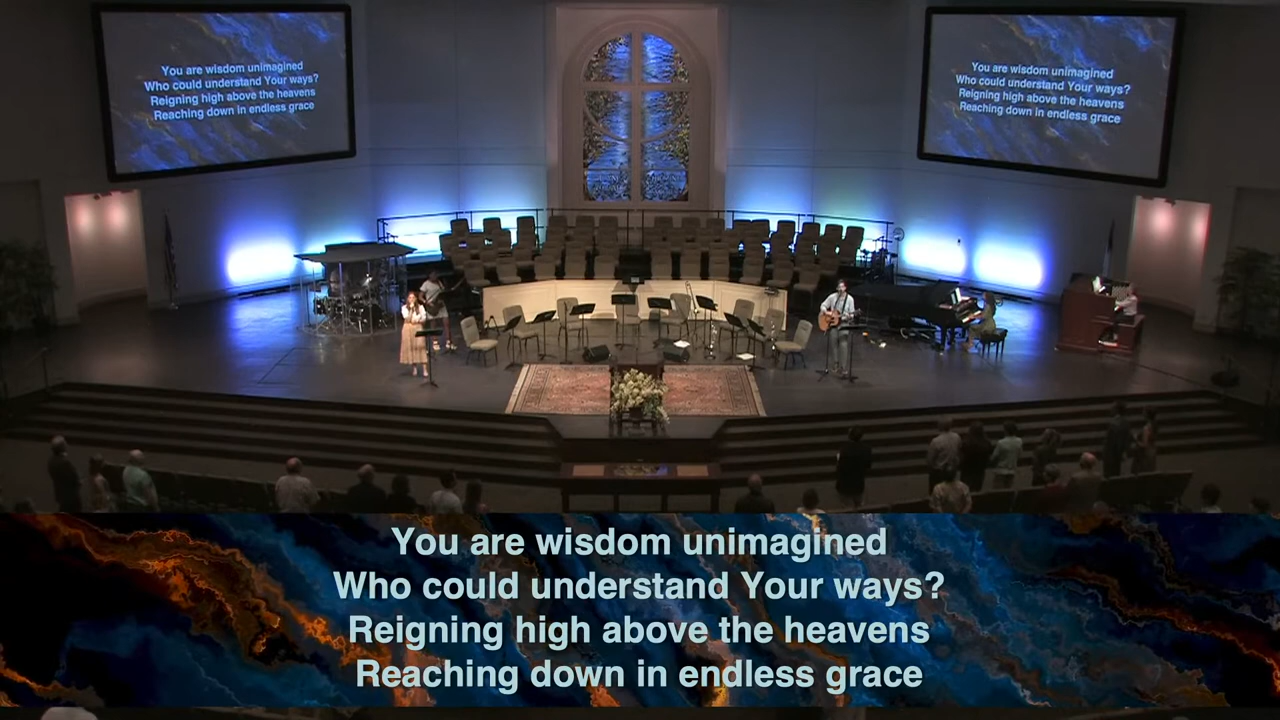 You are wisdom unimagined
Who could understand Your ways?
Reigning high above the heavens
Reaching down in endless grace
You are wisdom unimagined
Who could understand Your ways?
Reigning high above the heavens
Reaching down in endless grace
You are wisdom unimagined
Who could understand Your ways?
Reigning high above the heavens
Reaching down in endless grace